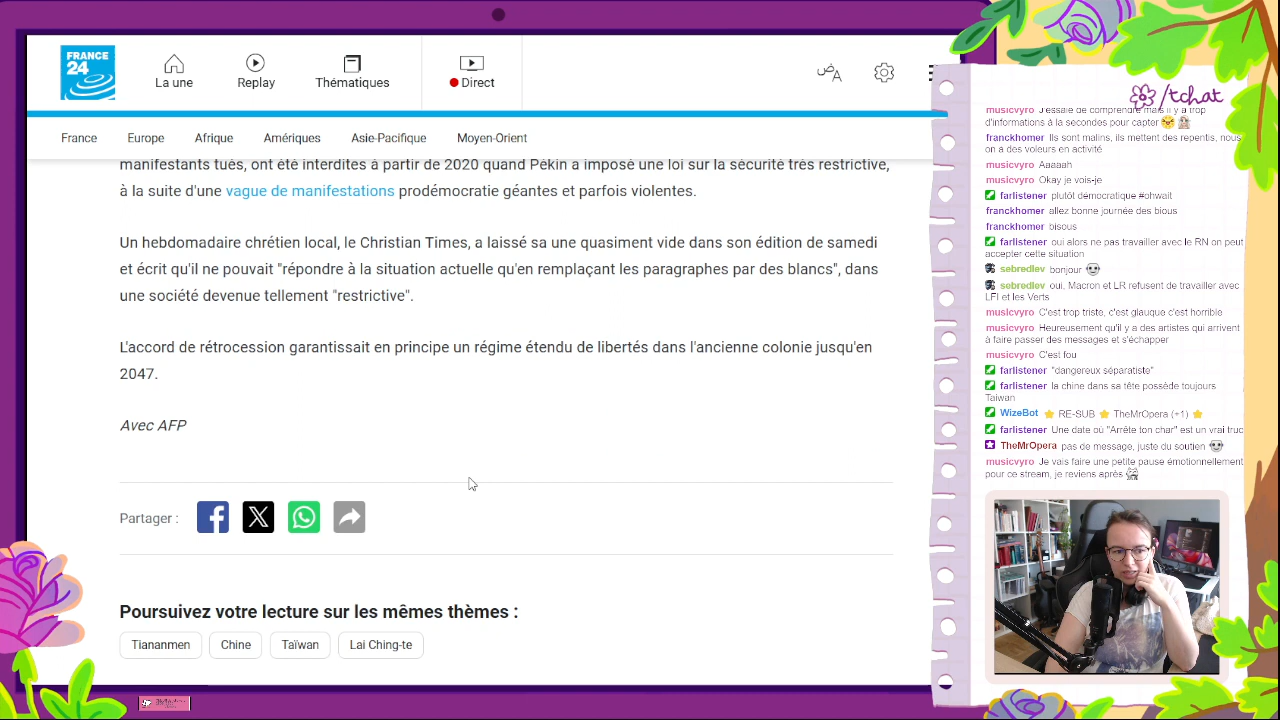 FRANCE
24
La une
Replay
Thématiques
Direct
France
Europe
Afrique
Amériques
Asie-Pacifique
Moyen-Orient
manifestants tués, ont été interdites à partir de 2020 quand Pékin a imposé une loi sur la sécurité très restrictive,
à la suite d'une vague de manifestations prodémocratie géantes et parfois violentes.
Un hebdomadaire chrétien local, le Christian Times, a laissé sa une quasiment vide dans son édition de samedi
et écrit qu'il ne pouvait "répondre à la situation actuelle qu'en remplaçant les paragraphes par des blancs", dans
une société devenue tellement "restrictive".
L'accord de rétrocession garantissait en principe un régime étendu de libertés dans l'ancienne colonie jusqu'en
2047.
Avec AFP
Partager :
Poursuivez votre lecture sur les mêmes thèmes :
Tiananmen
Chine
Taïwan
Lai Ching-te
/tchat
musicvyro J'essaie de comprendre mais il y a trop
d'informations à la secondes pour capter
franckhomer Ils sont malins, ils mettent des repentis, nous
on a des voleurs en activité
musicvyro Aaaaah
musicvyro Okay je vois-je
farlistener plutôt démocratique #ohwait
franckhomer allez bonne journée des bious
franckhomer bisous
farlistener oui alors ne pas travailler avec le RN on peut
accepter cette situation
sebredlev bonjour
sebredlev oui, Macron et LR refusent de travailler avec
LFI et les Verts
musicvyro C'est trop triste, c'est glauque c'est horrible
musicvyro Heureusement qu'il y a des artistes qui arrivent
à faire passer des messages et s'échapper
musicvyro C'est fou
farlistener "dangereux séparatiste"
farlistener la chine dans sa tête possède toujours
Taiwan
WizeBot RE-SUB TheMrOpera (+1)
farlistener Une date où "Arrête ton char" est un vrai truc
TheMrOpera pas de message, juste du soutien
musicvyro Je vais faire une petite pause émotionnellement
pour ce stream, je reviens après